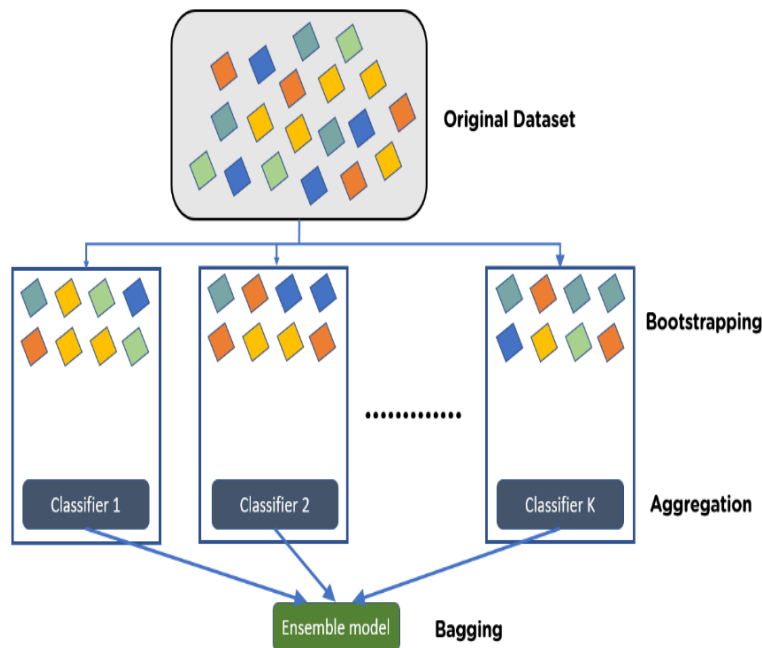 Original Dataset
Bootstrapping
Classifier 1
Classifier 2
Classifier K
Aggregation
Ensemble model
Bagging